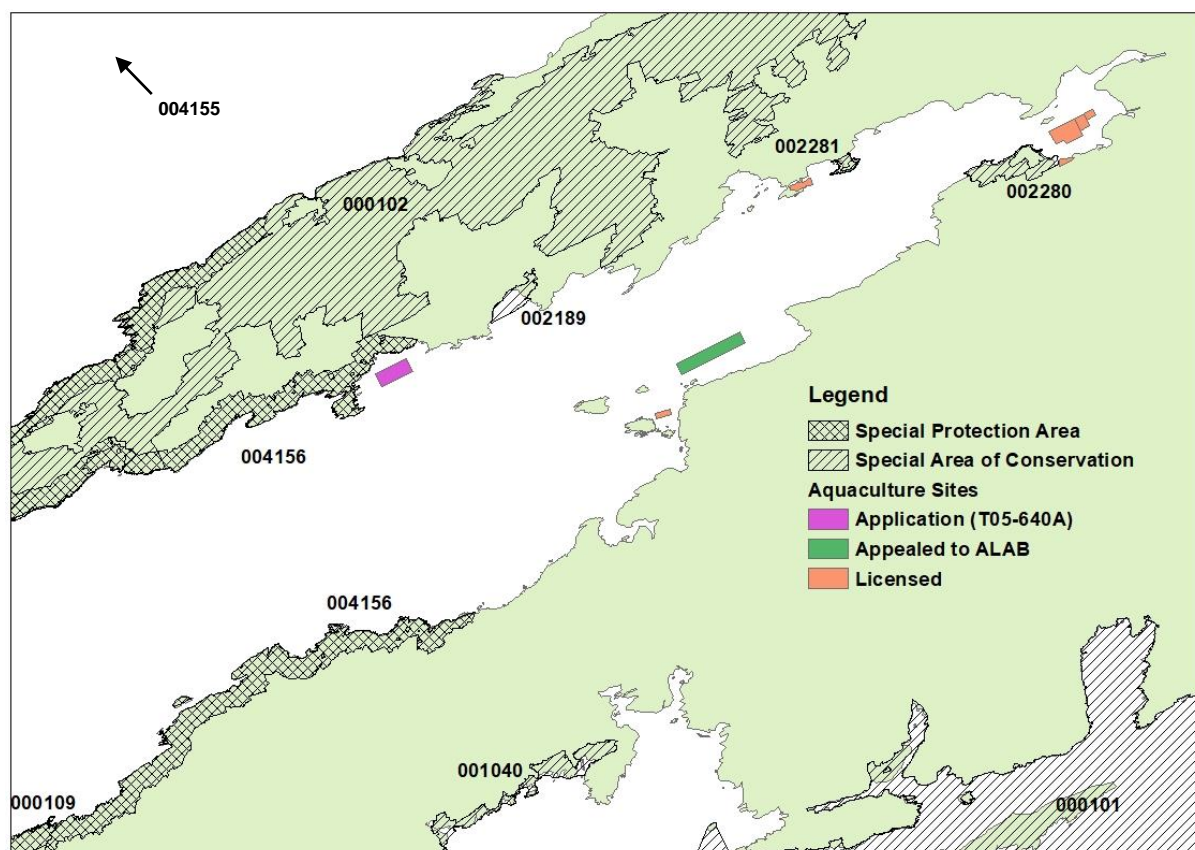 004155
002281
000102
002280
002189
004156
Legend
Special Protection Area
Special Area of Conservation
Aquaculture Sites
Application (T05-640A)
Appealed to ALAB
Licensed
004156
001040
000109
000101